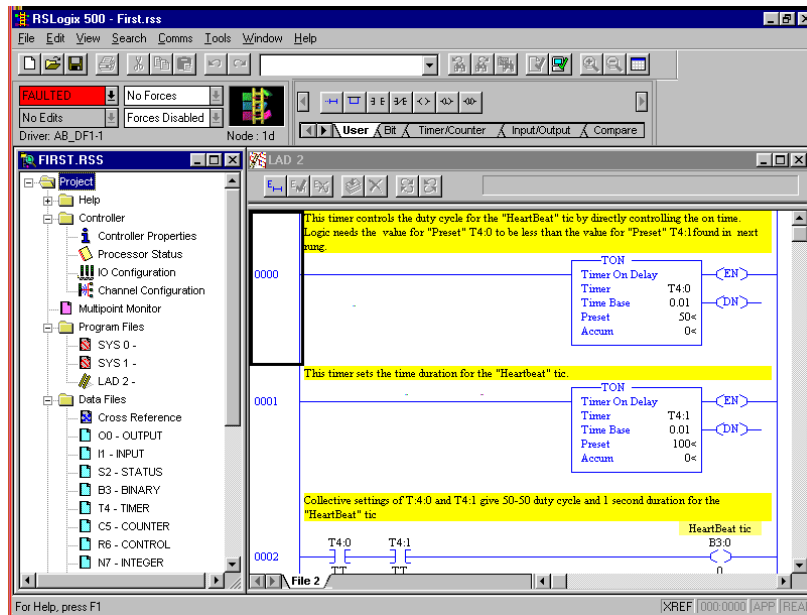 RSLogix 500 - First.rss
File Edit View Search Comms Tools Window Help
FAULTED No Forces
No Edits Forces Disabled
Driver: AB_DF1-1 Node : 1d
User Bit Timer/Counter Input/Output Compare
FIRST.RSS
Project
Help
Controller
Controller Properties
Processor Status
IO Configuration
Channel Configuration
Multipoint Monitor
Program Files
SYS 0 -
SYS 1 -
LAD 2 -
Data Files
Cross Reference
O0 - OUTPUT
I1 - INPUT
S2 - STATUS
B3 - BINARY
T4 - TIMER
C5 - COUNTER
R6 - CONTROL
N7 - INTEGER
LAD 2
This timer controls the duty cycle for the "HeartBeat" tic by directly controlling the on time.
Logic needs the value for "Preset" T4:0 to be less than the value for "Preset" T4:1found in next
rung.
0000
TON
Timer On Delay EN
Timer T4:0
Time Base 0.01 DN
Preset 50<
Accum 0<
This timer sets the time duration for the "Heartbeat" tic.
0001
TON
Timer On Delay EN
Timer T4:1
Time Base 0.01 DN
Preset 100<
Accum 0<
Collective settings of T:4:0 and T4:1 give 50-50 duty cycle and 1 second duration for the
"HeartBeat" tic
HeartBeat tic
T4:0 T4:1 B3:0
0002
TT TT 0
File 2
For Help, press F1
XREF 000:0000 APP REA